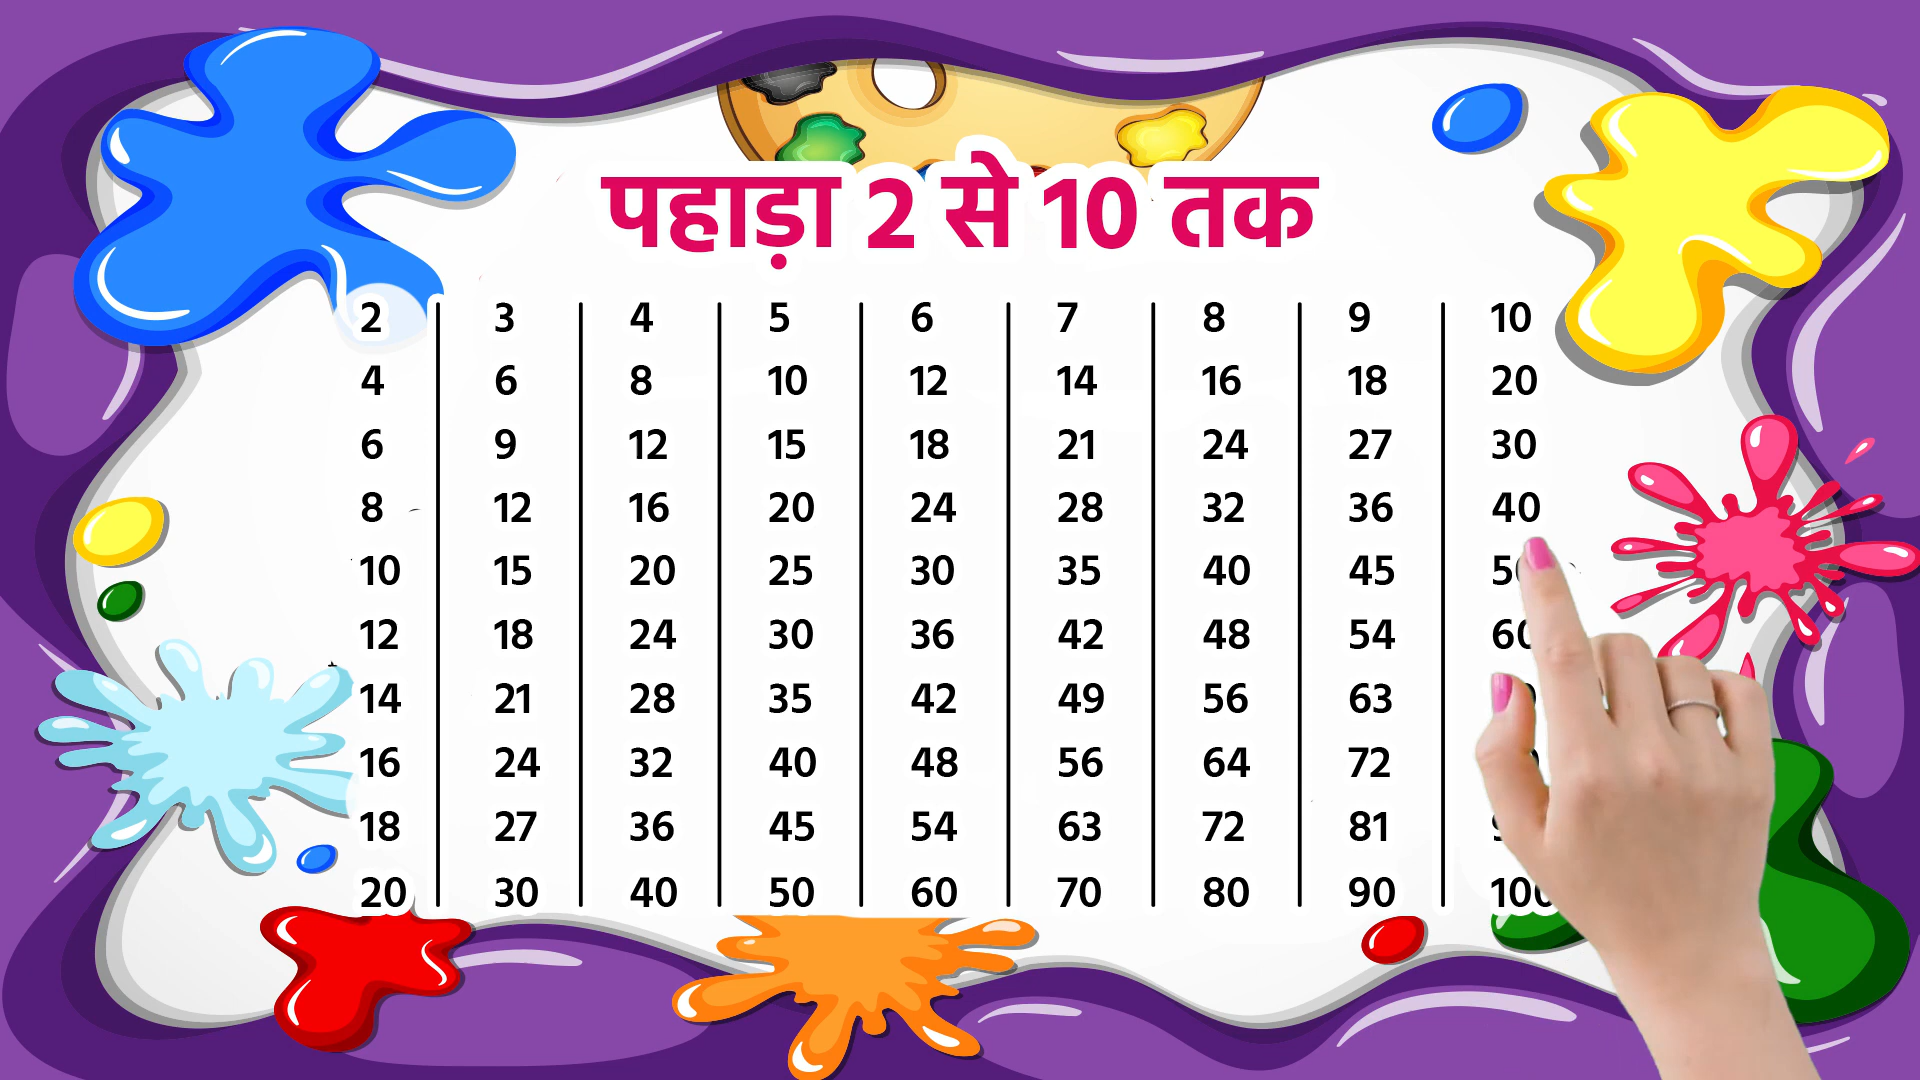 पहाड़ा 2 से 10 तक
2 3 4 5 6 7 8 9 10
4 6 8 10 12 14 16 18 20
6 9 12 15 18 21 24 27 30
8 12 16 20 24 28 32 36 40
10 15 20 25 30 35 40 45 50
12 18 24 30 36 42 48 54 60
14 21 28 35 42 49 56 63
16 24 32 40 48 56 64 72
18 27 36 45 54 63 72 81
20 30 40 50 60 70 80 90 100